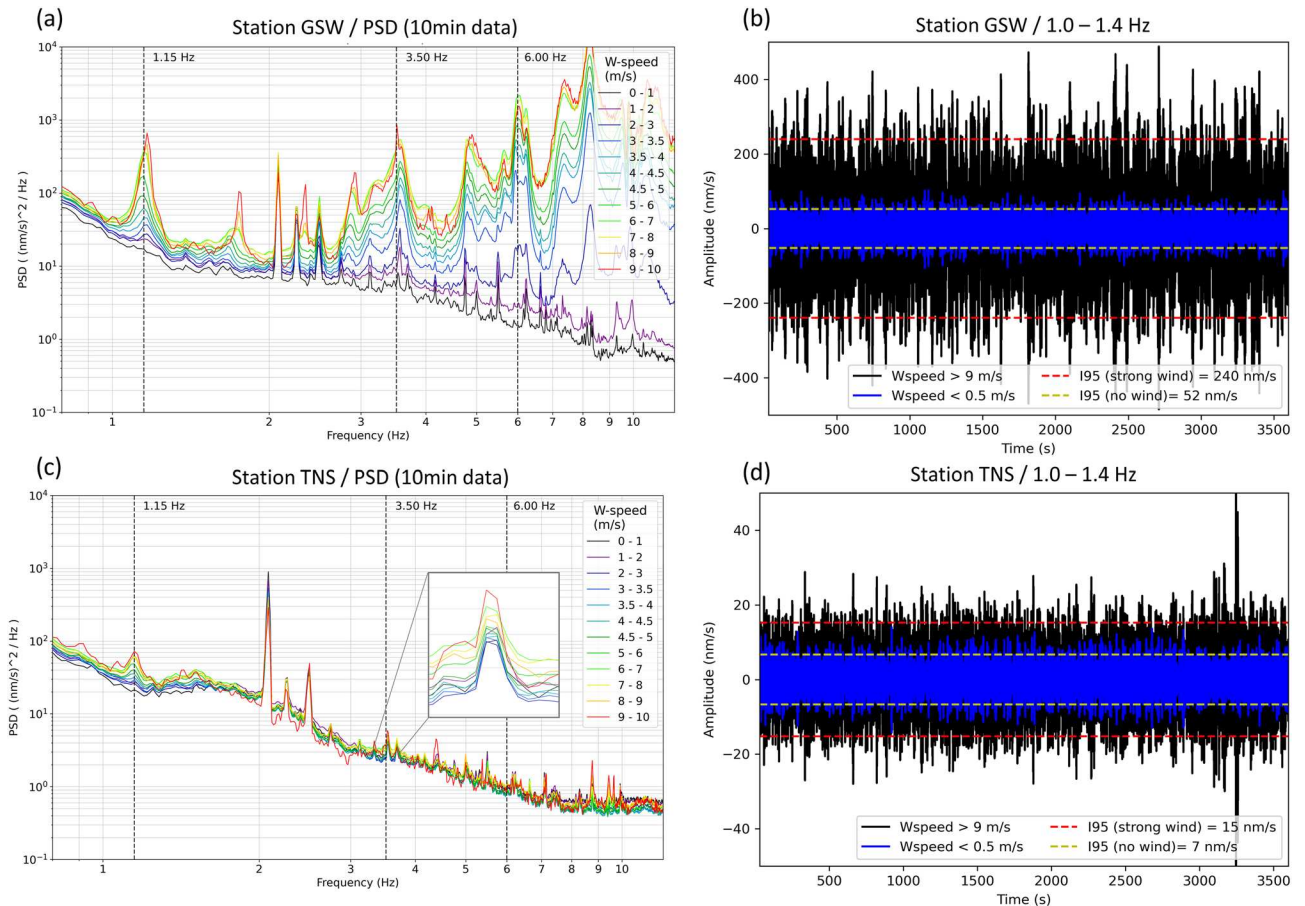 (a)
Station GSW / PSD (10min data)
10^4
10^3
10^2
10^1
10^0
10^−1
PSD ( (nm/s)^2 / Hz )
1.15 Hz
3.50 Hz
6.00 Hz
W-speed
(m/s)
0 - 1
1 - 2
2 - 3
3 - 3.5
3.5 - 4
4 - 4.5
4.5 - 5
5 - 6
6 - 7
7 - 8
8 - 9
9 - 10
1 2 3 4 5 6 7 8 9 10
Frequency (Hz)
(b)
Station GSW / 1.0 – 1.4 Hz
400
200
0
−200
−400
Amplitude (nm/s)
Wspeed > 9 m/s
Wspeed < 0.5 m/s
I95 (strong wind) = 240 nm/s
I95 (no wind)= 52 nm/s
500 1000 1500 2000 2500 3000 3500
Time (s)
(c)
Station TNS / PSD (10min data)
10^4
10^3
10^2
10^1
10^0
10^−1
PSD ( (nm/s)^2 / Hz )
1.15 Hz
3.50 Hz
6.00 Hz
W-speed
(m/s)
0 - 1
1 - 2
2 - 3
3 - 3.5
3.5 - 4
4 - 4.5
4.5 - 5
5 - 6
6 - 7
7 - 8
8 - 9
9 - 10
1 2 3 4 5 6 7 8 9 10
Frequency (Hz)
(d)
Station TNS / 1.0 – 1.4 Hz
40
20
0
−20
−40
Amplitude (nm/s)
Wspeed > 9 m/s
Wspeed < 0.5 m/s
I95 (strong wind) = 15 nm/s
I95 (no wind)= 7 nm/s
500 1000 1500 2000 2500 3000 3500
Time (s)